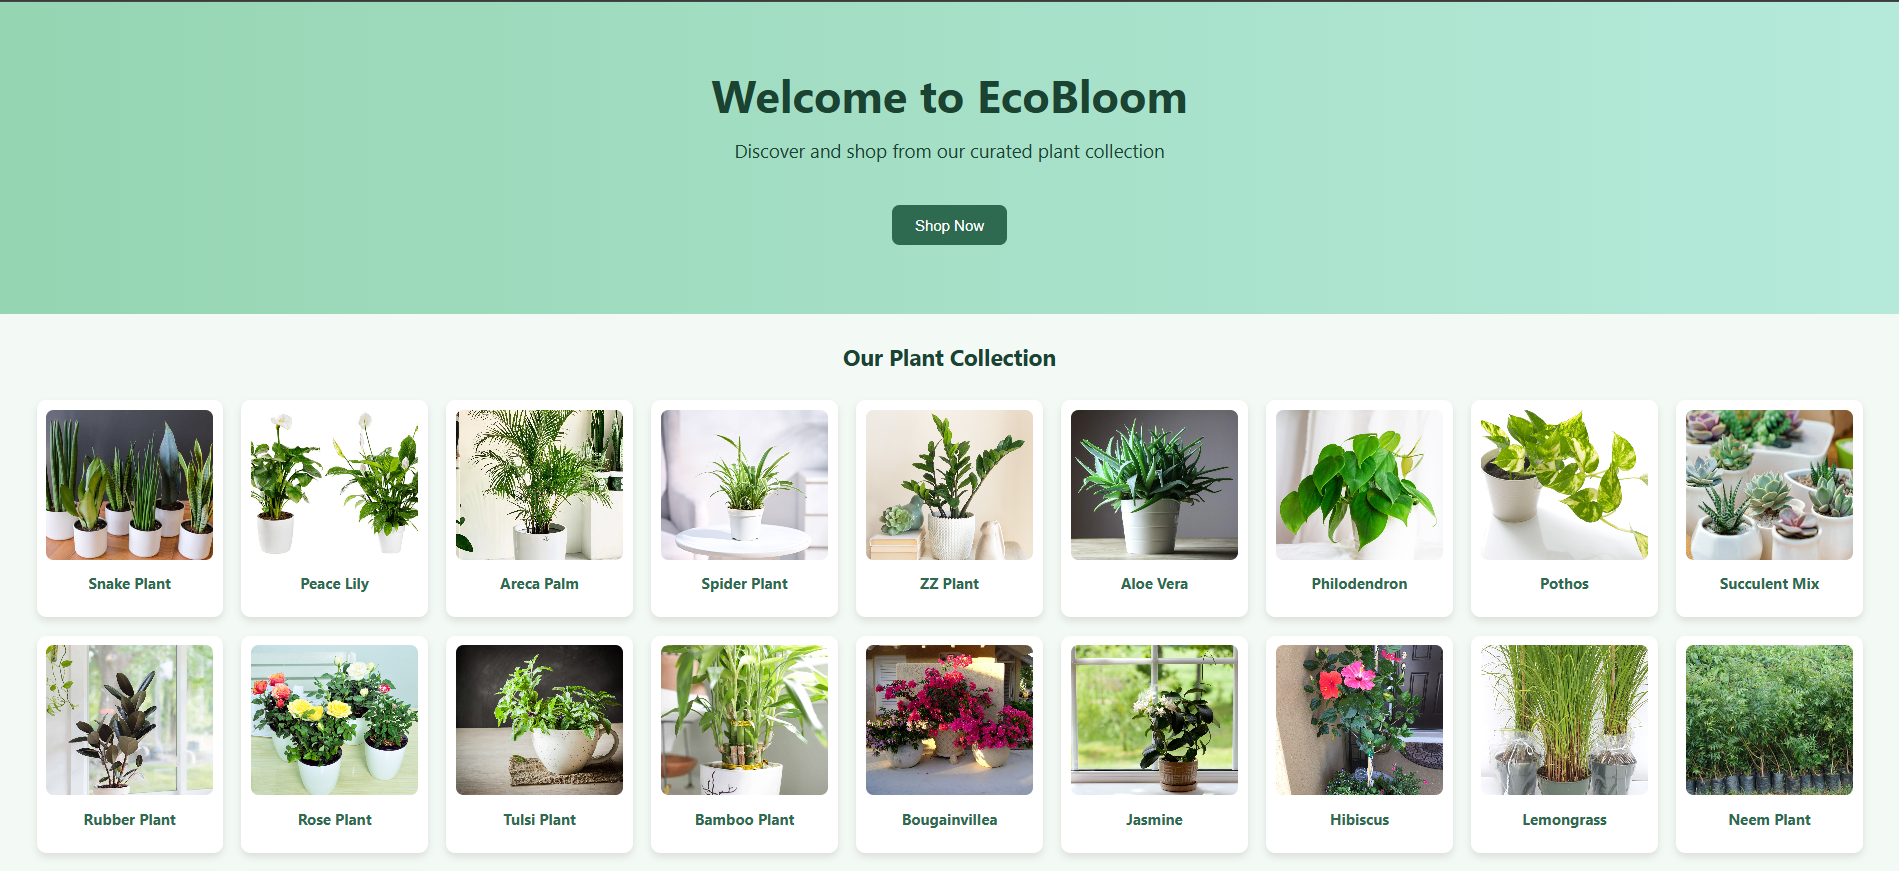 Welcome to EcoBloom
Discover and shop from our curated plant collection
Shop Now
Our Plant Collection
Snake Plant
Peace Lily
Areca Palm
Spider Plant
ZZ Plant
Aloe Vera
Philodendron
Pothos
Succulent Mix
Rubber Plant
Rose Plant
Tulsi Plant
Bamboo Plant
Bougainvillea
Jasmine
Hibiscus
Lemongrass
Neem Plant